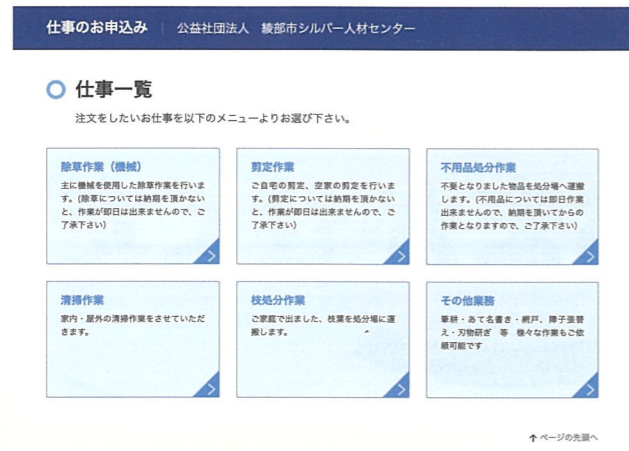 仕事のお申込み 公益社団法人 綾部市シルバー人材センター
仕事一覧
注文をしたいお仕事を以下のメニューよりお選び下さい。
除草作業（機械）
主に機械を使用した除草作業を行いま
す。(除草については納期を頂かない
と、作業が即日は出来ませんので、ご
了承下さい)
剪定作業
ご自宅の剪定、空家の剪定を行いま
す。(剪定については納期を頂かない
と、作業が即日は出来ませんので、ご
了承下さい)
不用品処分作業
不要となりました物品を処分場へ運搬
します。(不用品については即日作業
出来ませんので、納期を頂いてからの
作業となりますので、ご了承下さい)
清掃作業
家内・屋外の清掃作業をさせていただ
きます。
枝処分作業
ご家庭で出ました、枝葉を処分場に運
搬します。
その他業務
筆耕・あて名書き・網戸、障子張替
え・刃物研ぎ 等 様々な作業もご依
頼可能です
ページの先頭へ